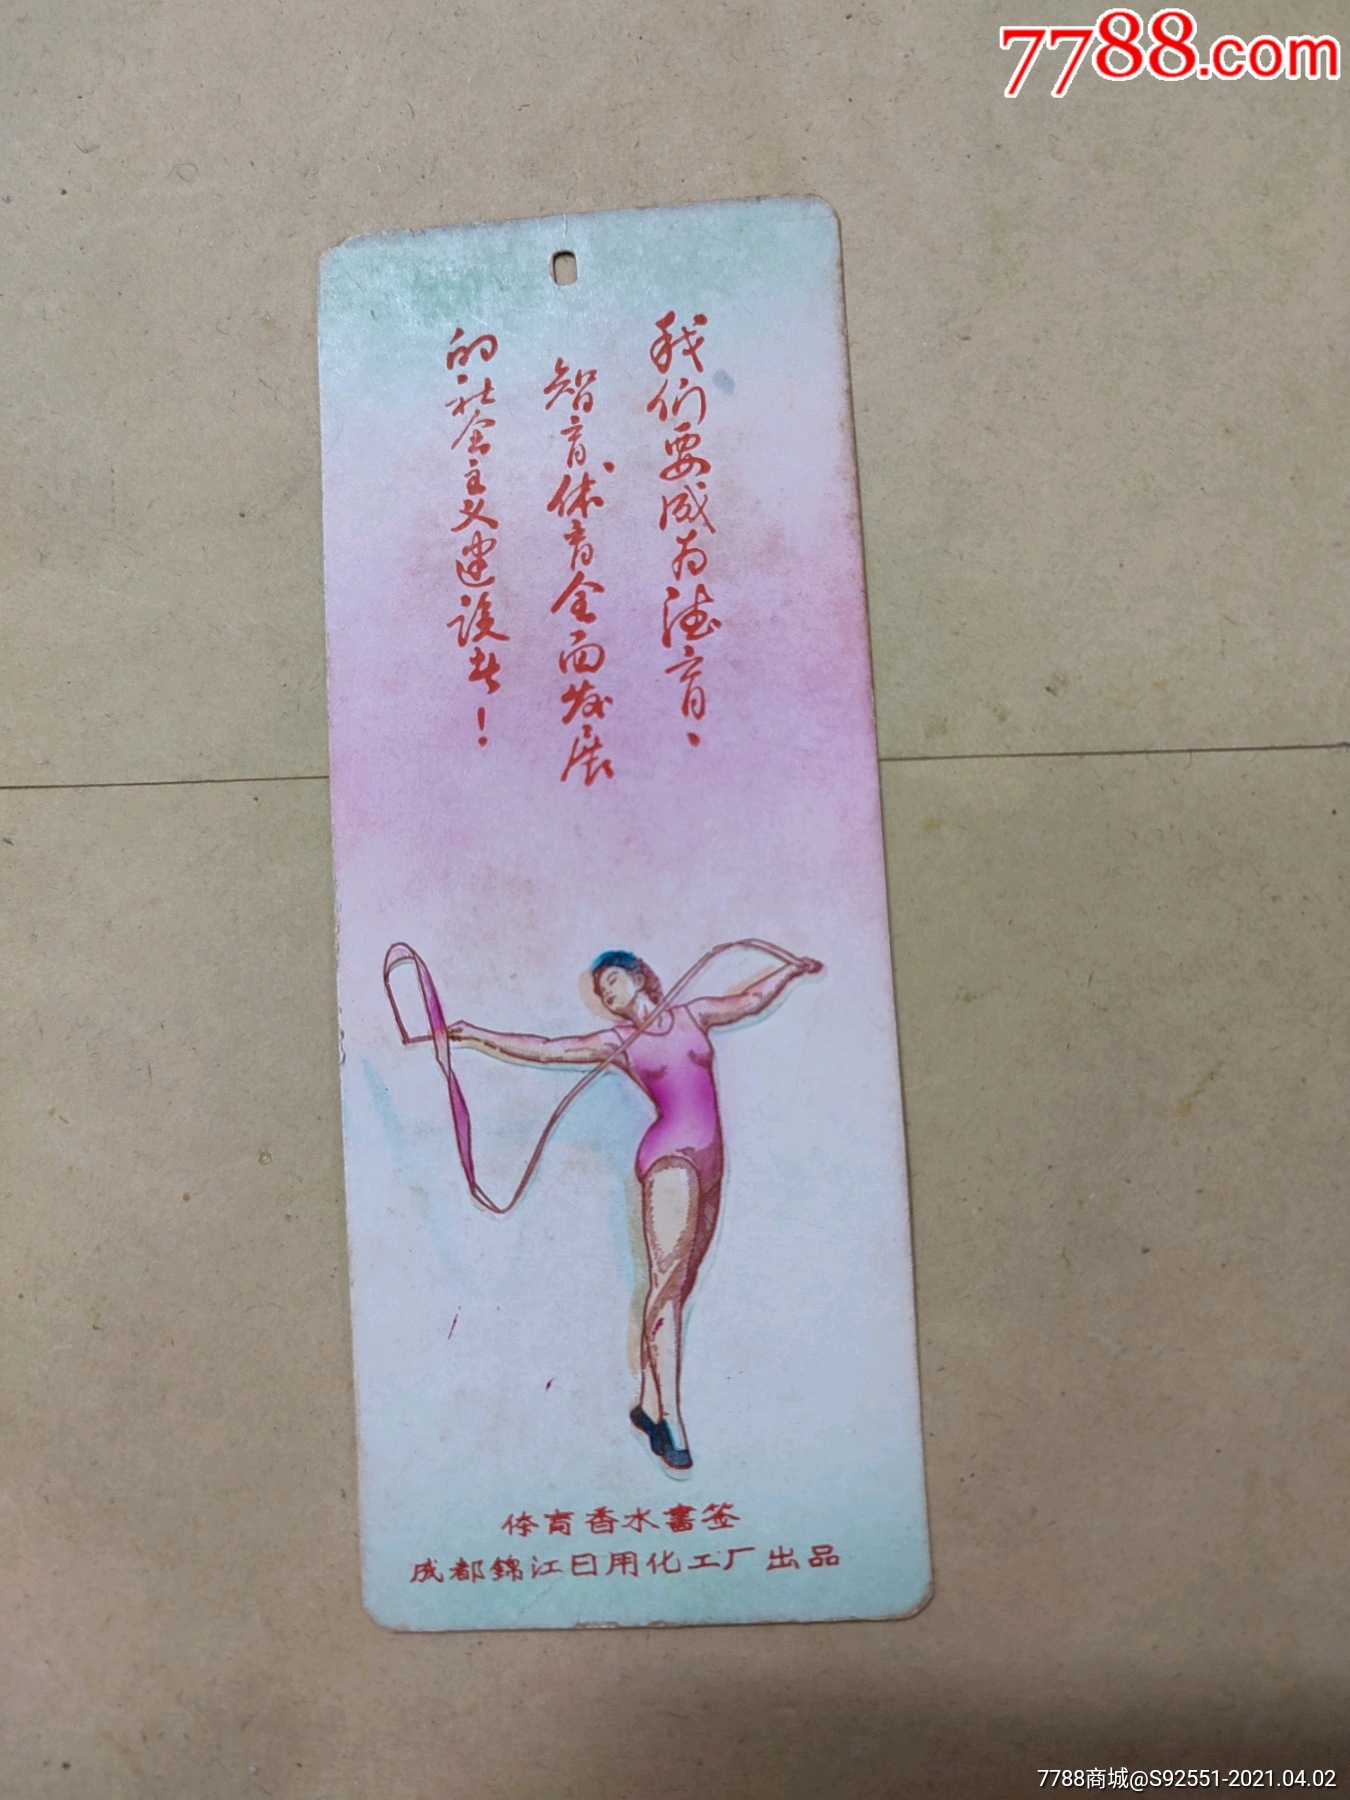 7788.com
我们要成为德育、
智育体育全面发展
的社会主义建设者！
体育香水書签
成都錦江日用化工厂出品
7788商城@S92551-2021.04.02